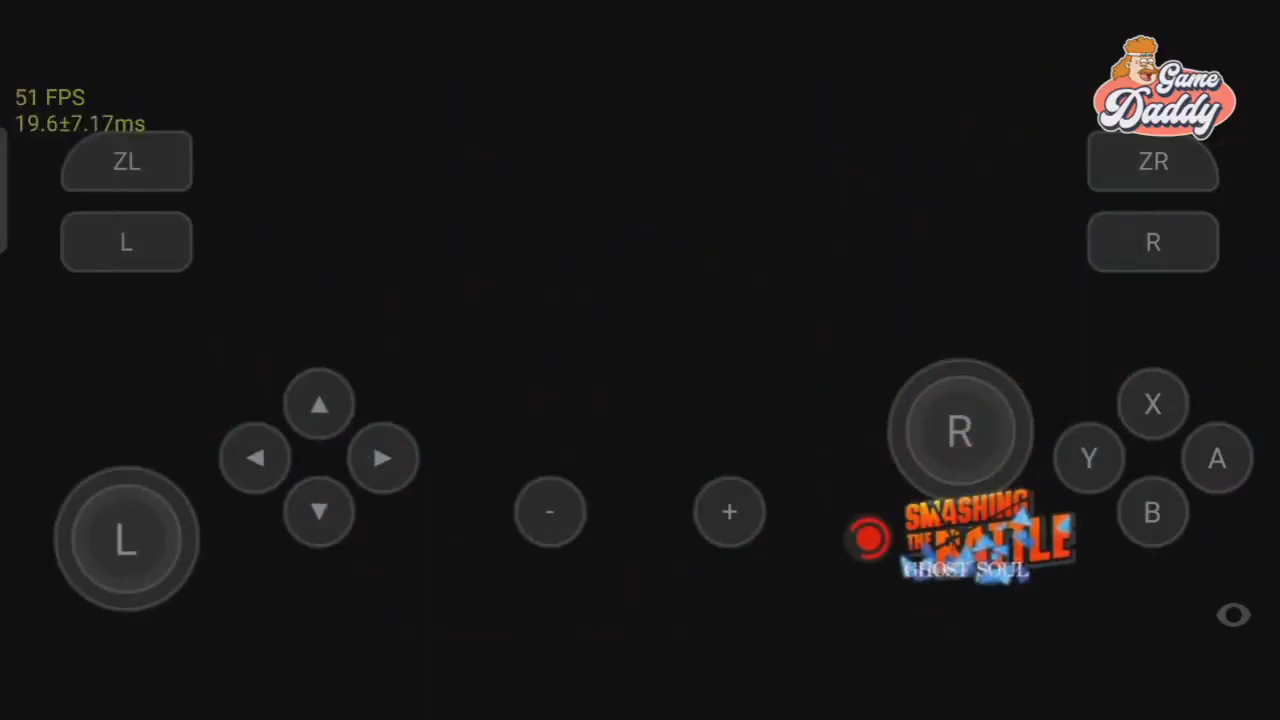 51 FPS
19.6±7.17ms
Game
Daddy
ZL
ZR
L
R
R
X
Y
A
L
-
+
B
SMASHING
THE BATTLE
GHOST SOUL